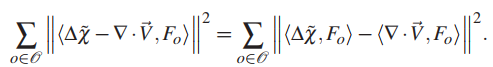 ∑_{o∈𝒪} ‖⟨Δχ̃ − ∇ · V⃗, F_o⟩‖² = ∑_{o∈𝒪} ‖⟨Δχ̃, F_o⟩ − ⟨∇ · V⃗, F_o⟩‖².